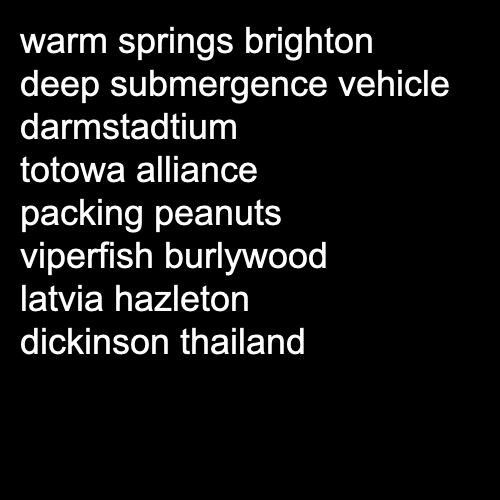 warm springs brighton
deep submergence vehicle
darmstadtium
totowa alliance
packing peanuts
viperfish burlywood
latvia hazleton
dickinson thailand